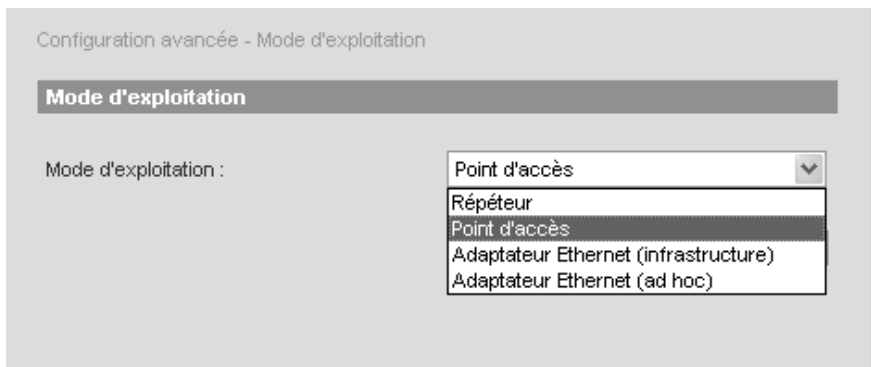 Configuration avancée - Mode d'exploitation
Mode d'exploitation
Mode d'exploitation :
Point d'accès
Répéteur
Point d'accès
Adaptateur Ethernet (infrastructure)
Adaptateur Ethernet (ad hoc)